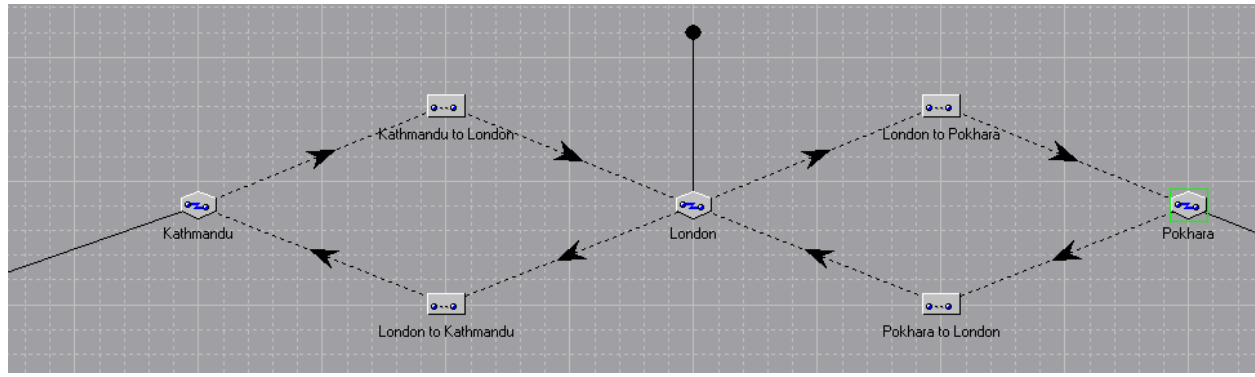 Kathmandu to London
London to Pokhara
Kathmandu
London
Pokhara
London to Kathmandu
Pokhara to London